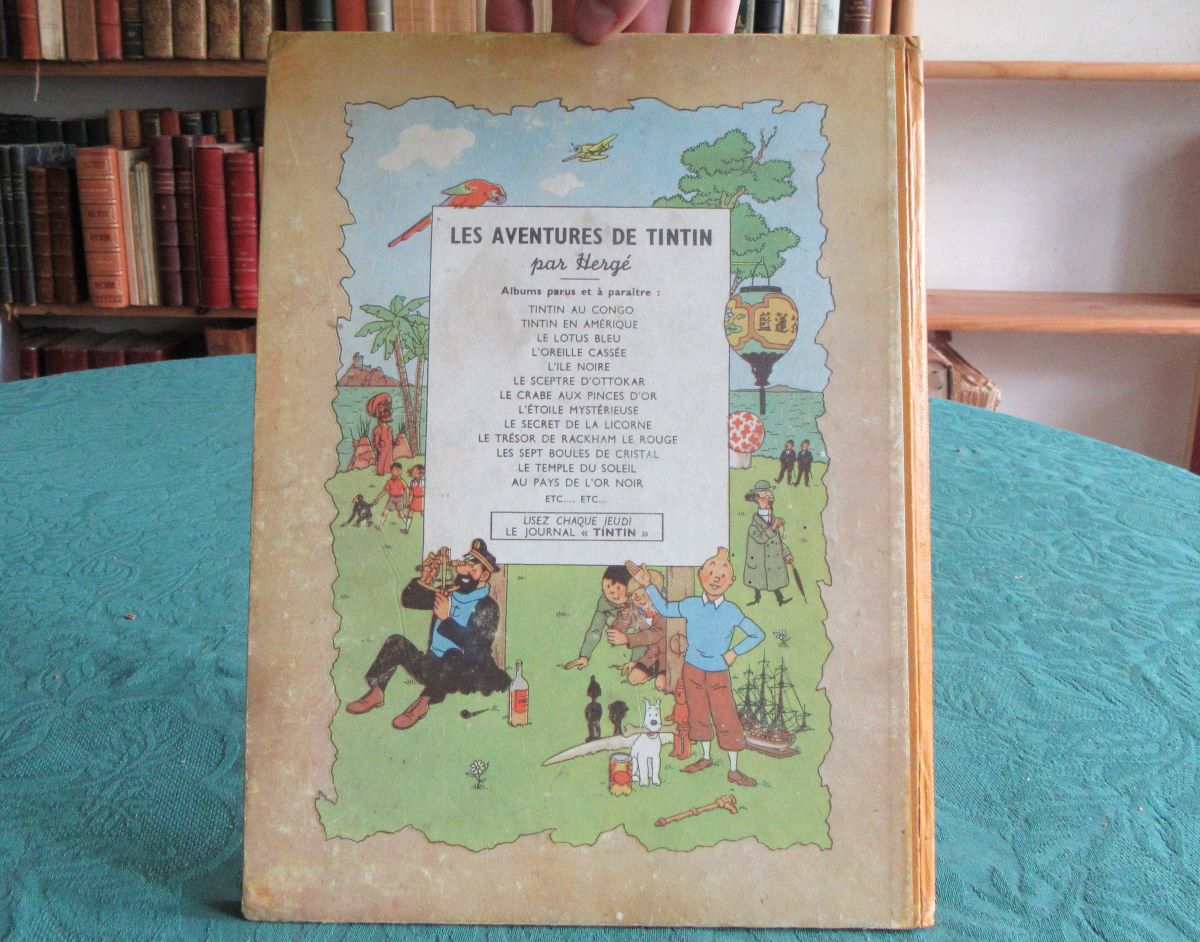 LES AVENTURES DE TINTIN
par Hergé
Albums parus et à paraître :
TINTIN AU CONGO
TINTIN EN AMÉRIQUE
LE LOTUS BLEU
L'OREILLE CASSÉE
L'ILE NOIRE
LE SCEPTRE D'OTTOKAR
LE CRABE AUX PINCES D'OR
L'ÉTOILE MYSTÉRIEUSE
LE SECRET DE LA LICORNE
LE TRÉSOR DE RACKHAM LE ROUGE
LES SEPT BOULES DE CRISTAL
LE TEMPLE DU SOLEIL
AU PAYS DE L'OR NOIR
ETC..., ETC...
LISEZ CHAQUE JEUDI
LE JOURNAL « TINTIN »